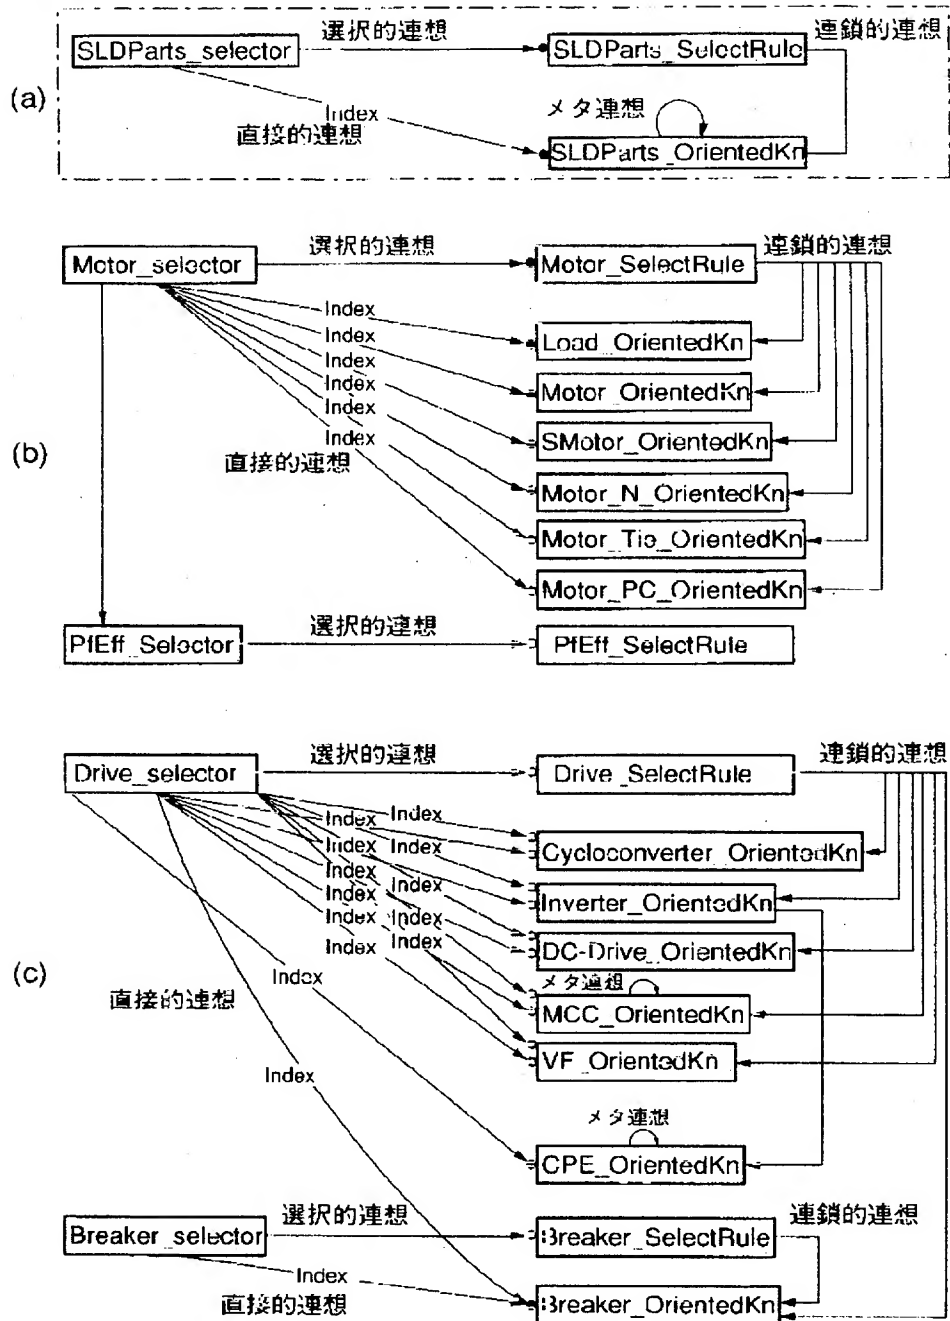 (a)
選択的連想
連鎖的連想
SLDParts_selector
SLDParts_SelectRule
Index
直接的連想
メタ連想
SLDParts_OrientedKn
(b)
選択的連想
連鎖的連想
Motor_selector
Motor_SelectRule
Index
Index
Index
Index
Index
Index
直接的連想
Load_OrientedKn
Motor_OrientedKn
SMotor_OrientedKn
Motor_N_OrientedKn
Motor_Tie_OrientedKn
Motor_PC_OrientedKn
選択的連想
PfEff_Selector
PfEff_SelectRule
(c)
選択的連想
連鎖的連想
Drive_selector
Drive_SelectRule
Index
Index
Index
Index
Index
Index
Index
Index
Index
Index
Index
Index
Cycloconverter_OrientedKn
Inverter_OrientedKn
DC-Drive_OrientedKn
メタ連想
MCC_OrientedKn
VF_OrientedKn
直接的連想
メタ連想
CPE_OrientedKn
選択的連想
連鎖的連想
Breaker_selector
Breaker_SelectRule
Index
直接的連想
Breaker_OrientedKn